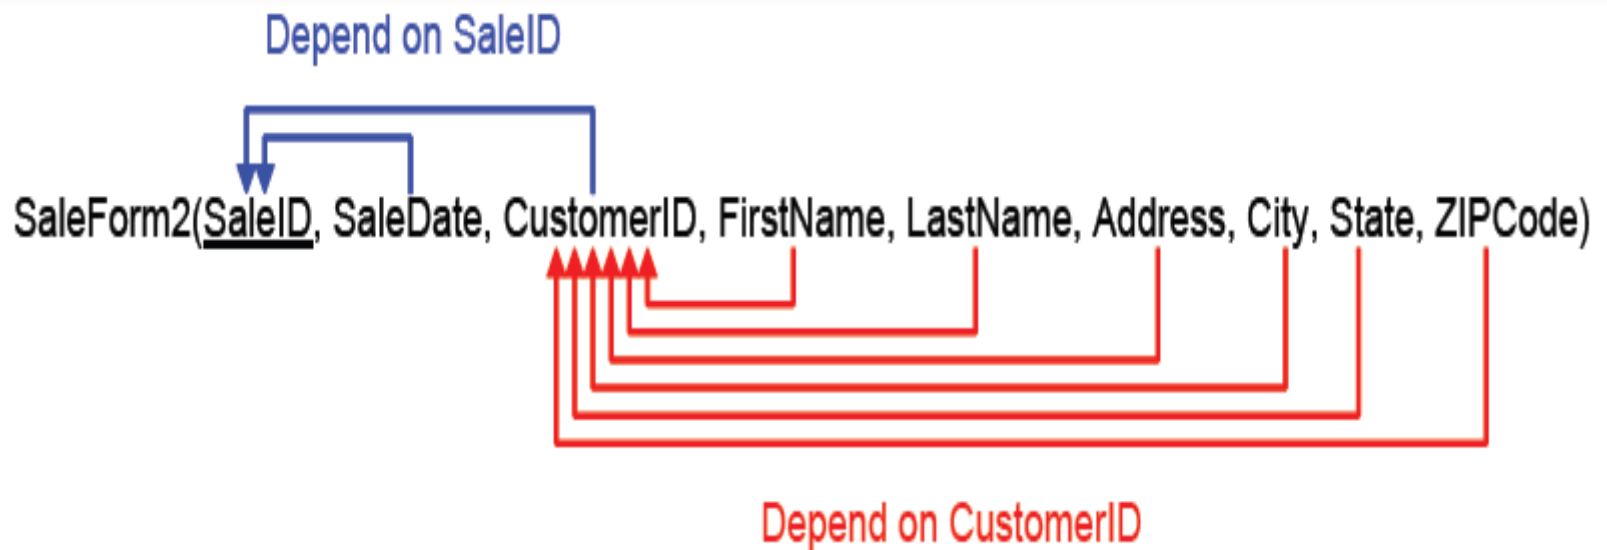 Depend on SaleID
SaleForm2(SaleID, SaleDate, CustomerID, FirstName, LastName, Address, City, State, ZIPCode)
Depend on CustomerID